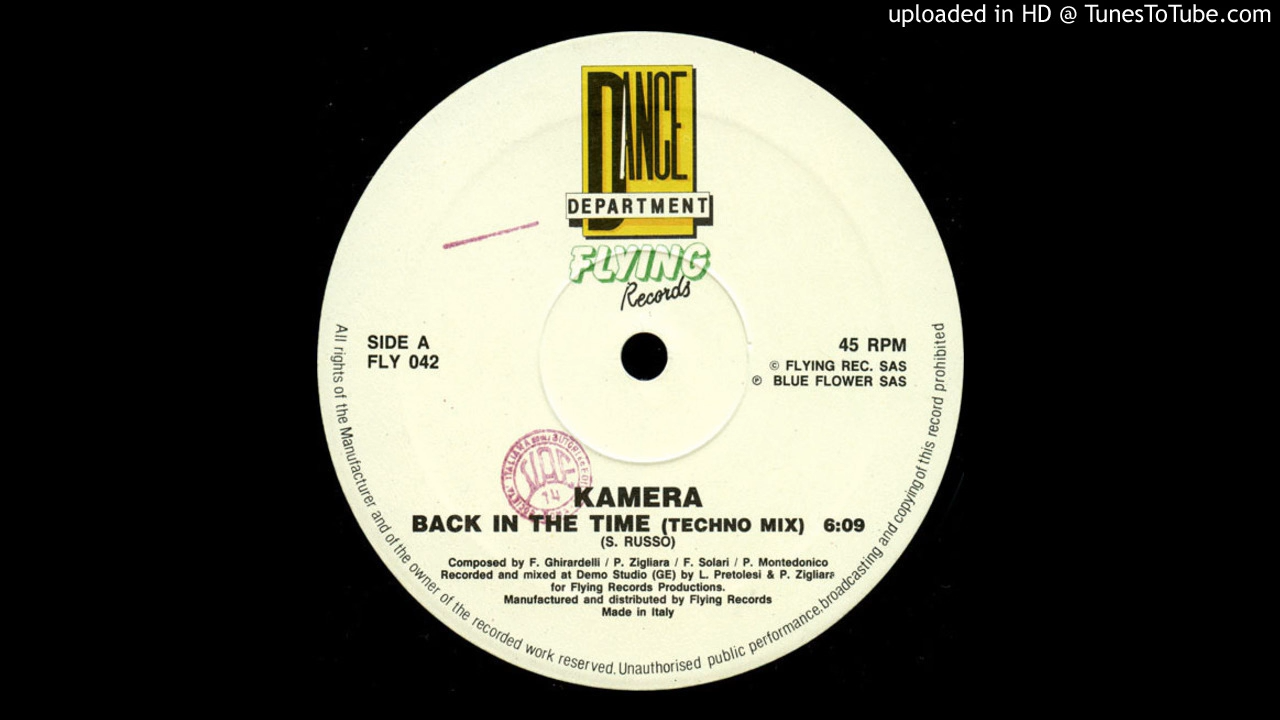 uploaded in HD @ TunesToTube.com
DANCE
DEPARTMENT
FLYING
Records
SIDE A
FLY 042
45 RPM
© FLYING REC. SAS
℗ BLUE FLOWER SAS
KAMERA
BACK IN THE TIME (TECHNO MIX) 6:09
(S. RUSSO)
Composed by F. Ghirardelli / P. Zigliara / F. Solari / P. Montedonico
Recorded and mixed at Demo Studio (GE) by L. Pretolesi & P. Zigliara
for Flying Records Productions.
Manufactured and distributed by Flying Records
Made in Italy
All rights of the Manufacturer and of the owner of the recorded work reserved. Unauthorised public performance, broadcasting and copying of this record prohibited